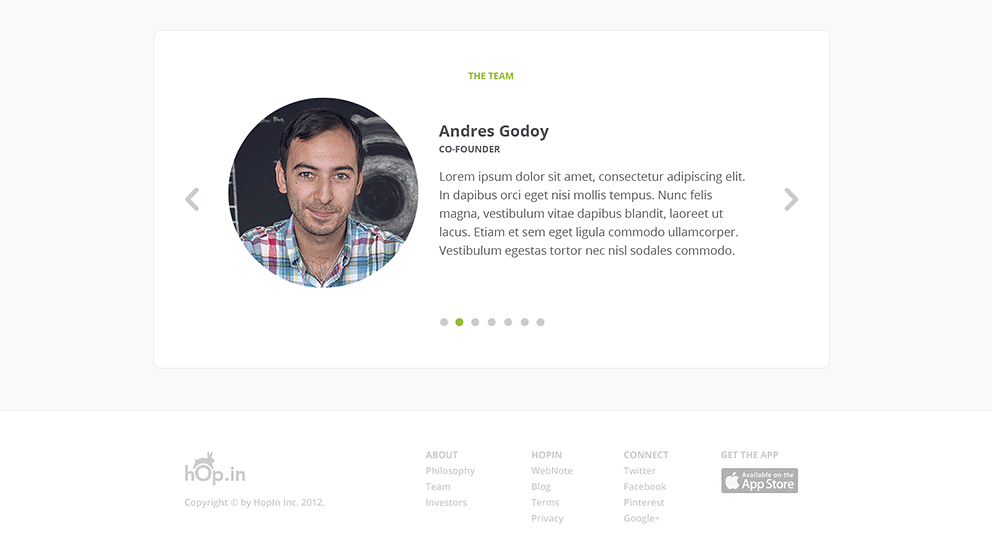 THE TEAM
Andres Godoy
CO-FOUNDER
Lorem ipsum dolor sit amet, consectetur adipiscing elit.
In dapibus orci eget nisi mollis tempus. Nunc felis
magna, vestibulum vitae dapibus blandit, laoreet ut
lacus. Etiam et sem eget ligula commodo ullamcorper.
Vestibulum egestas tortor nec nisl sodales commodo.
hOp.in
Copyright © by HopIn Inc. 2012.
ABOUT
Philosophy
Team
Investors
HOPIN
WebNote
Blog
Terms
Privacy
CONNECT
Twitter
Facebook
Pinterest
Google+
GET THE APP
Available on the
App Store